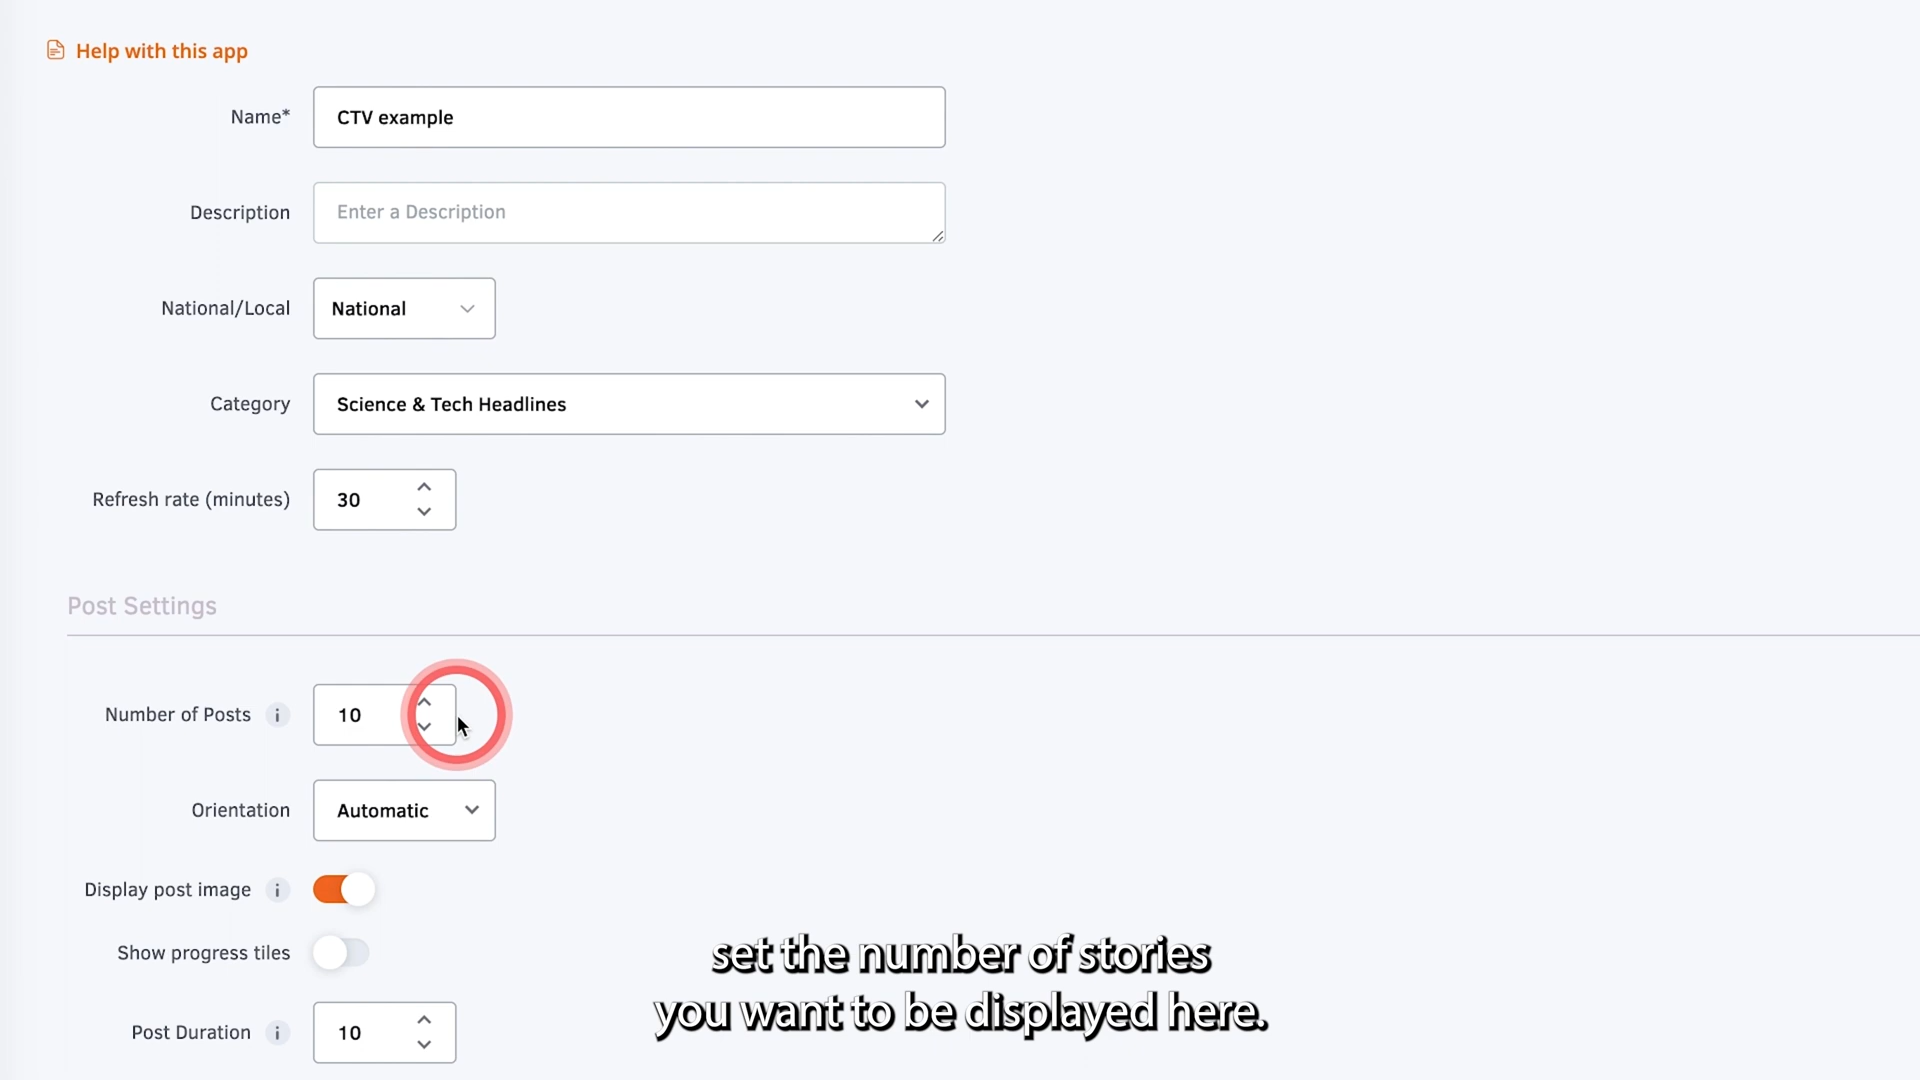 Help with this app
Name*
CTV example
Description
Enter a Description
National/Local
National
Category
Science & Tech Headlines
Refresh rate (minutes)
30
Post Settings
Number of Posts
10
Orientation
Automatic
Display post image
Show progress tiles
Post Duration
10
set the number of stories
you want to be displayed here.